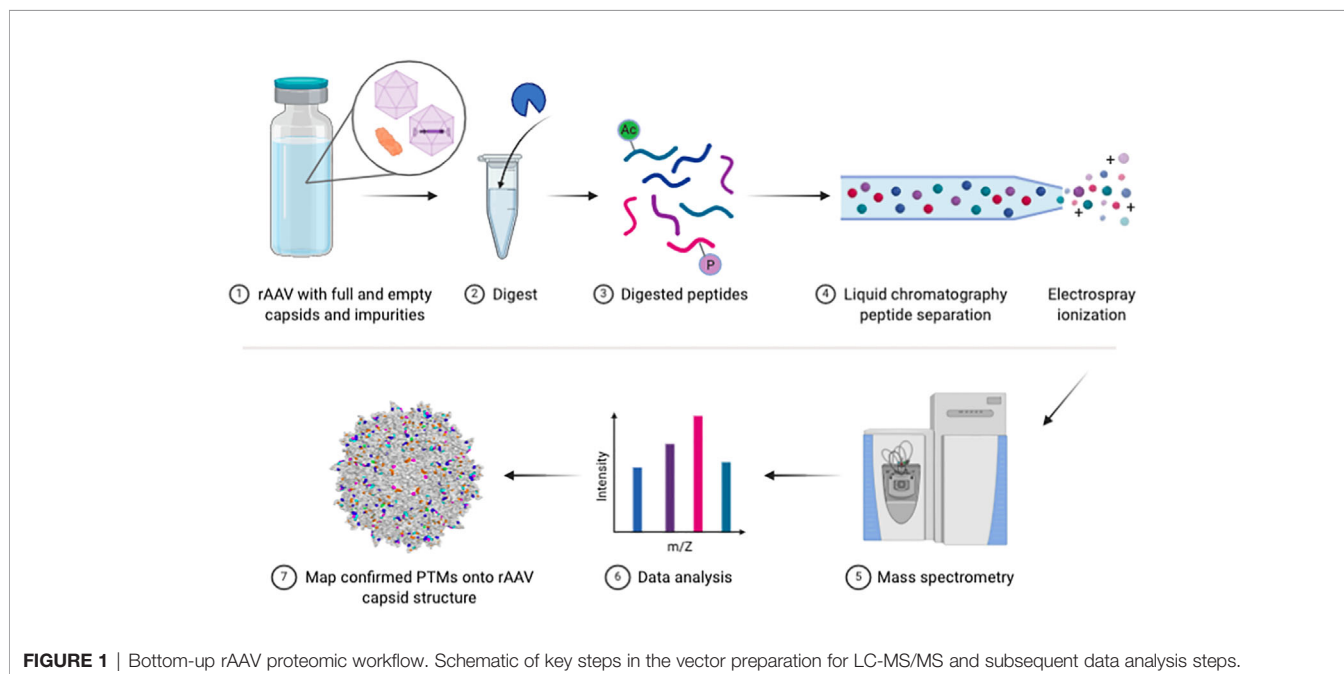 Ac
P
+
+
+
+
1 rAAV with full and empty
capsids and impurities
2 Digest
3 Digested peptides
4 Liquid chromatography
peptide separation
Electrospray
ionization
Intensity
m/Z
7 Map confirmed PTMs onto rAAV
capsid structure
6 Data analysis
5 Mass spectrometry
FIGURE 1 | Bottom-up rAAV proteomic workflow. Schematic of key steps in the vector preparation for LC-MS/MS and subsequent data analysis steps.